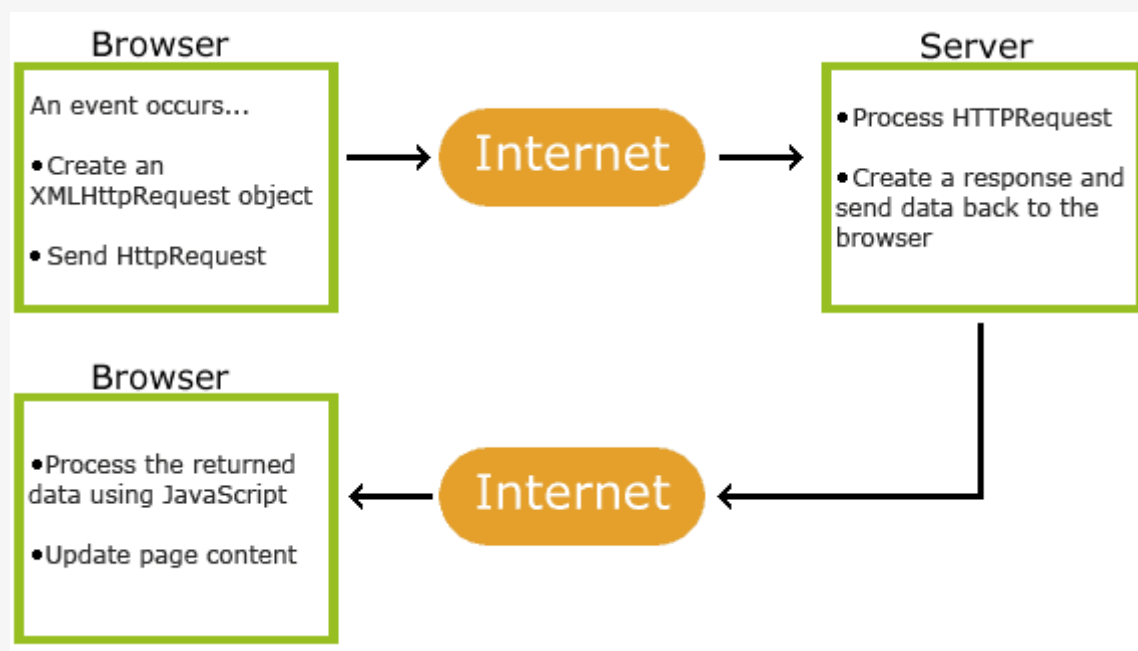 Browser
An event occurs...
•Create an
XMLHttpRequest object
• Send HttpRequest
Internet
Server
•Process HTTPRequest
•Create a response and
send data back to the
browser
Browser
•Process the returned
data using JavaScript
•Update page content
Internet